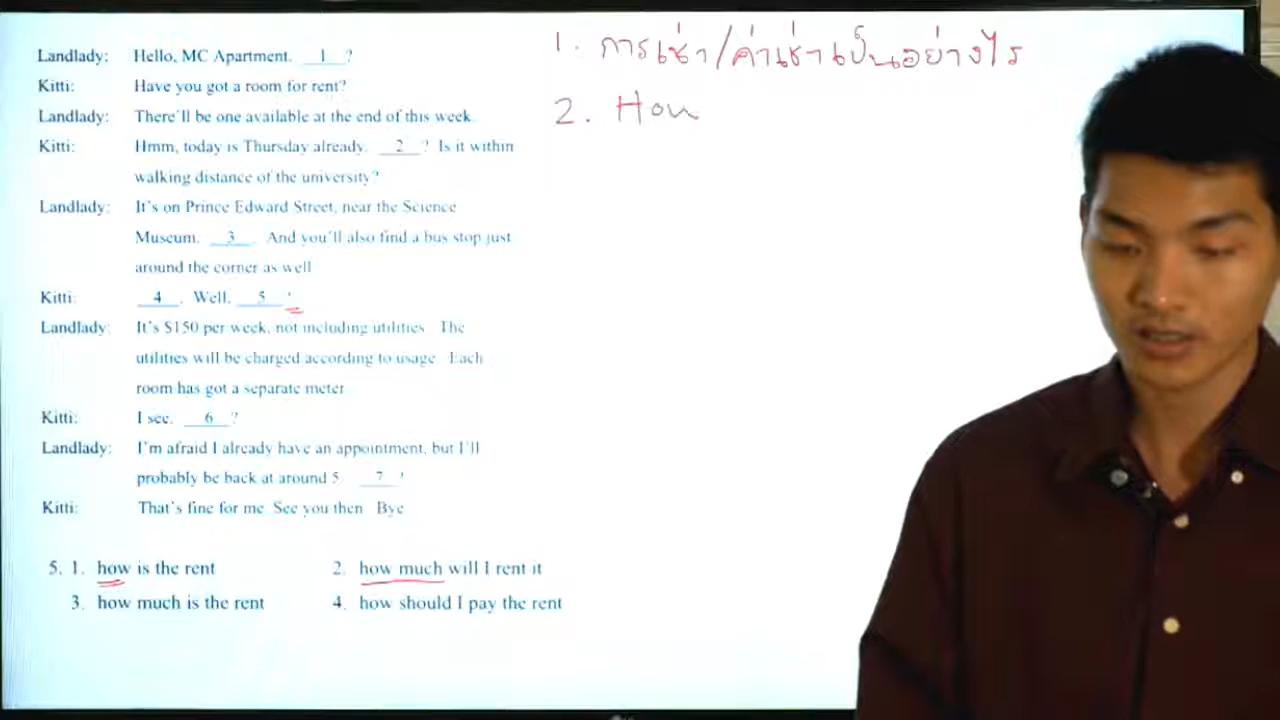 Landlady: Hello, MC Apartment. 1 ?
Kitti: Have you got a room for rent?
Landlady: There'll be one available at the end of this week.
Kitti: Hmm, today is Thursday already. 2 ? Is it within
walking distance of the university?
Landlady: It's on Prince Edward Street, near the Science
Museum. 3 And you'll also find a bus stop just
around the corner as well
Kitti: 4 . Well, 5 ?
Landlady: It's $150 per week, not including utilities. The
utilities will be charged according to usage. Each
room has got a separate meter
Kitti: I see. 6 ?
Landlady: I'm afraid I already have an appointment, but I'll
probably be back at around 5 7 ?
Kitti: That's fine for me. See you then. Bye
5. 1. how is the rent 2. how much will I rent it
3. how much is the rent 4. how should I pay the rent
1. การเช่า/ค่าเช่าเป็นอย่างไร
2. How